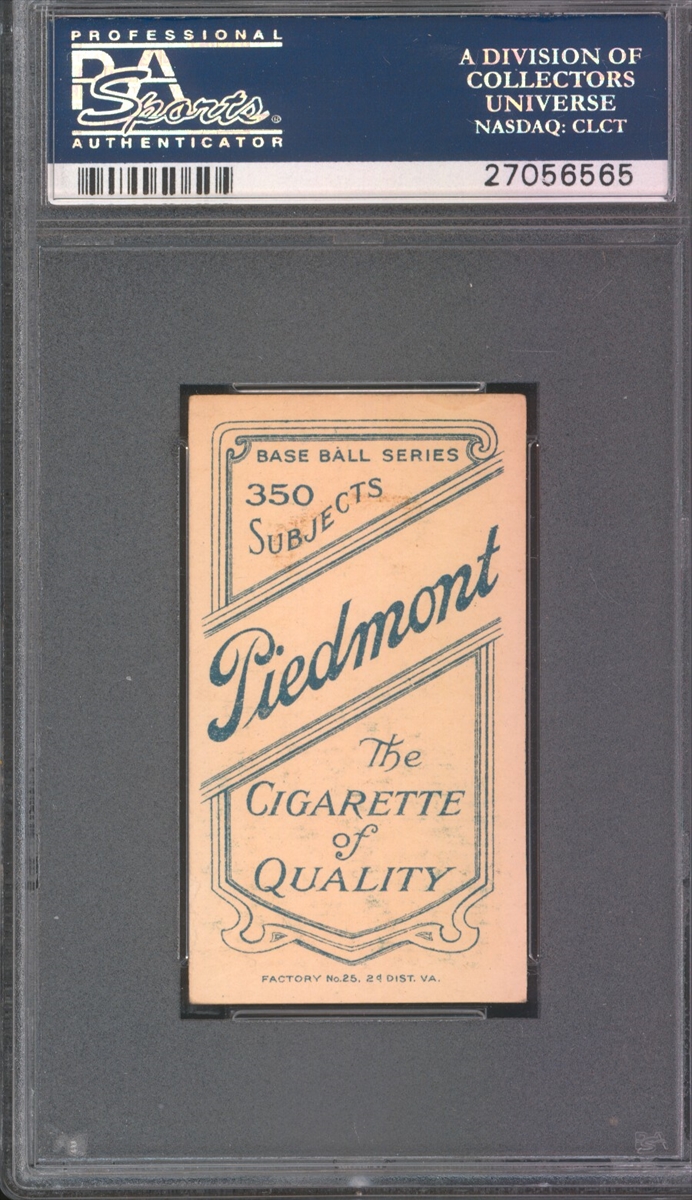 PROFESSIONAL
PSA
Sports®
AUTHENTICATOR
A DIVISION OF
COLLECTORS
UNIVERSE
NASDAQ: CLCT
27056565
BASE BALL SERIES
350
SUBJECTS
Piedmont
The
CIGARETTE
of
QUALITY
FACTORY No. 25, 2d DIST. VA.
PSA